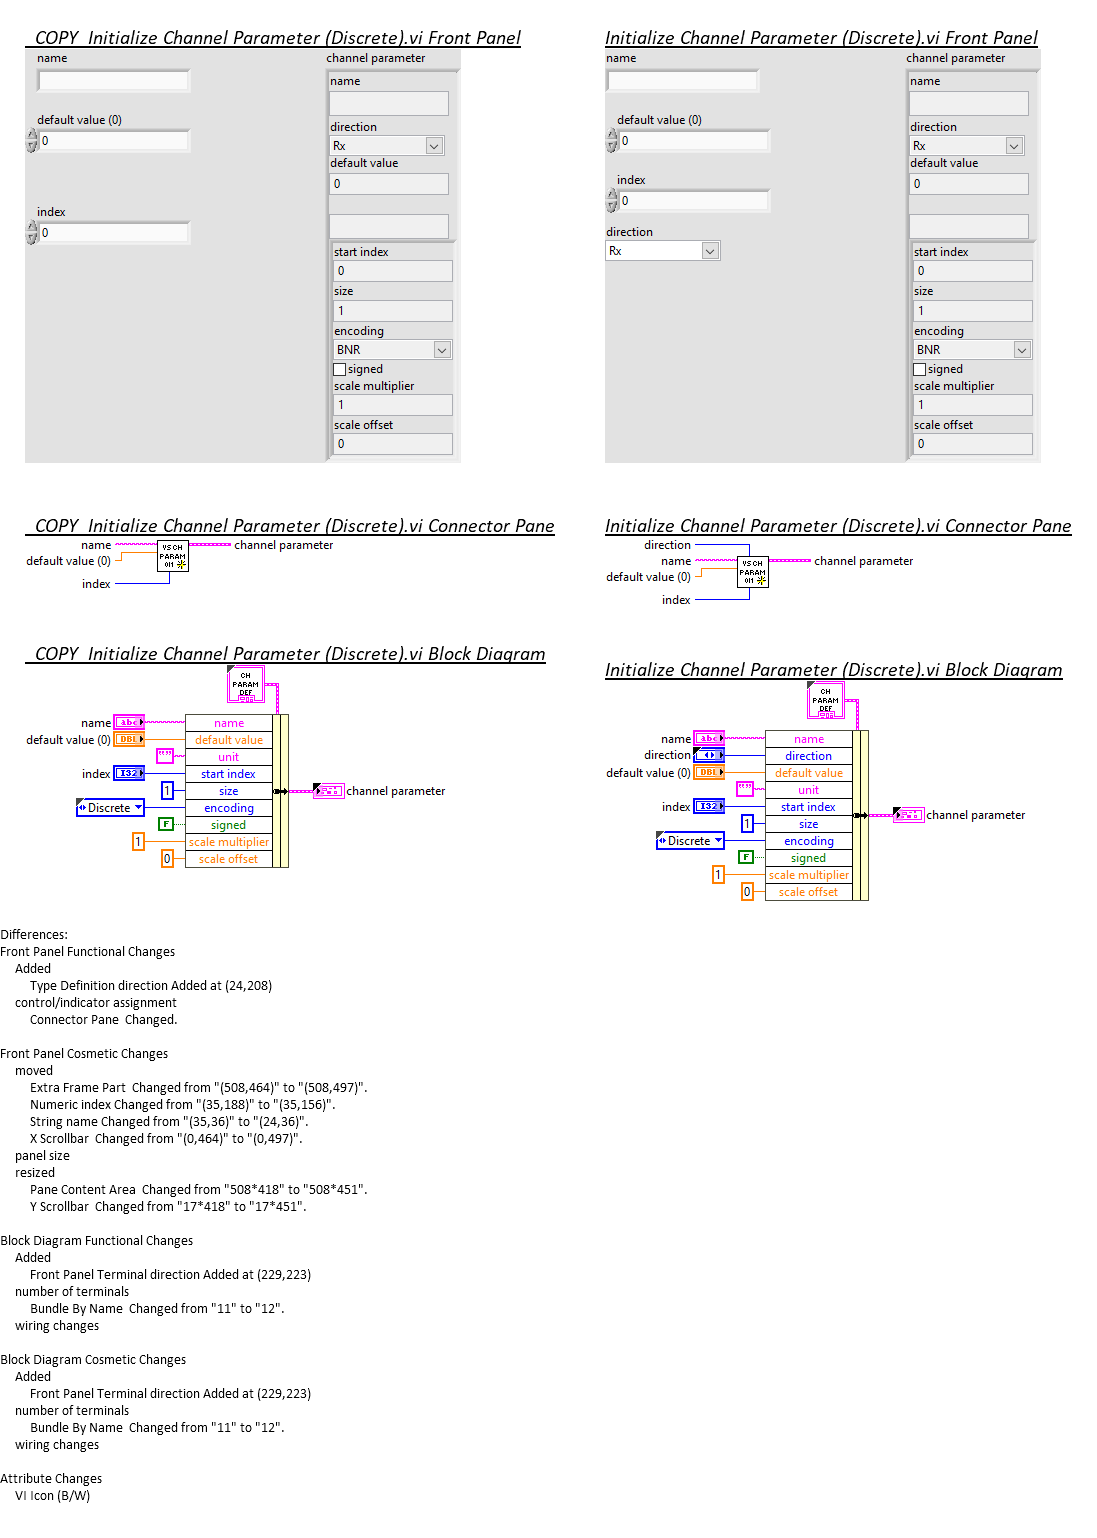 COPY  Initialize Channel Parameter (Discrete).vi Front Panel
name
default value (0)
0
index
0
channel parameter
name
direction
Rx
default value
0
start index
0
size
1
encoding
BNR
signed
scale multiplier
1
scale offset
0
Initialize Channel Parameter (Discrete).vi Front Panel
name
default value (0)
0
index
0
direction
Rx
channel parameter
name
direction
Rx
default value
0
start index
0
size
1
encoding
BNR
signed
scale multiplier
1
scale offset
0
COPY  Initialize Channel Parameter (Discrete).vi Connector Pane
name
default value (0)
index
VS CH
PARAM
channel parameter
Initialize Channel Parameter (Discrete).vi Connector Pane
direction
name
default value (0)
index
VS CH
PARAM
channel parameter
COPY  Initialize Channel Parameter (Discrete).vi Block Diagram
CH
PARAM
DEF
name abc name
default value (0) DBL default value
"" unit
index I32 start index
1 size
Discrete encoding
F signed
1 scale multiplier
0 scale offset
channel parameter
Initialize Channel Parameter (Discrete).vi Block Diagram
CH
PARAM
DEF
name abc name
direction direction
default value (0) DBL default value
"" unit
index I32 start index
1 size
Discrete encoding
F signed
1 scale multiplier
0 scale offset
channel parameter
Differences:
Front Panel Functional Changes
Added
Type Definition direction Added at (24,208)
control/indicator assignment
Connector Pane  Changed.
Front Panel Cosmetic Changes
moved
Extra Frame Part  Changed from "(508,464)" to "(508,497)".
Numeric index Changed from "(35,188)" to "(35,156)".
String name Changed from "(35,36)" to "(24,36)".
X Scrollbar  Changed from "(0,464)" to "(0,497)".
panel size
resized
Pane Content Area  Changed from "508*418" to "508*451".
Y Scrollbar  Changed from "17*418" to "17*451".
Block Diagram Functional Changes
Added
Front Panel Terminal direction Added at (229,223)
number of terminals
Bundle By Name  Changed from "11" to "12".
wiring changes
Block Diagram Cosmetic Changes
Added
Front Panel Terminal direction Added at (229,223)
number of terminals
Bundle By Name  Changed from "11" to "12".
wiring changes
Attribute Changes
VI Icon (B/W)